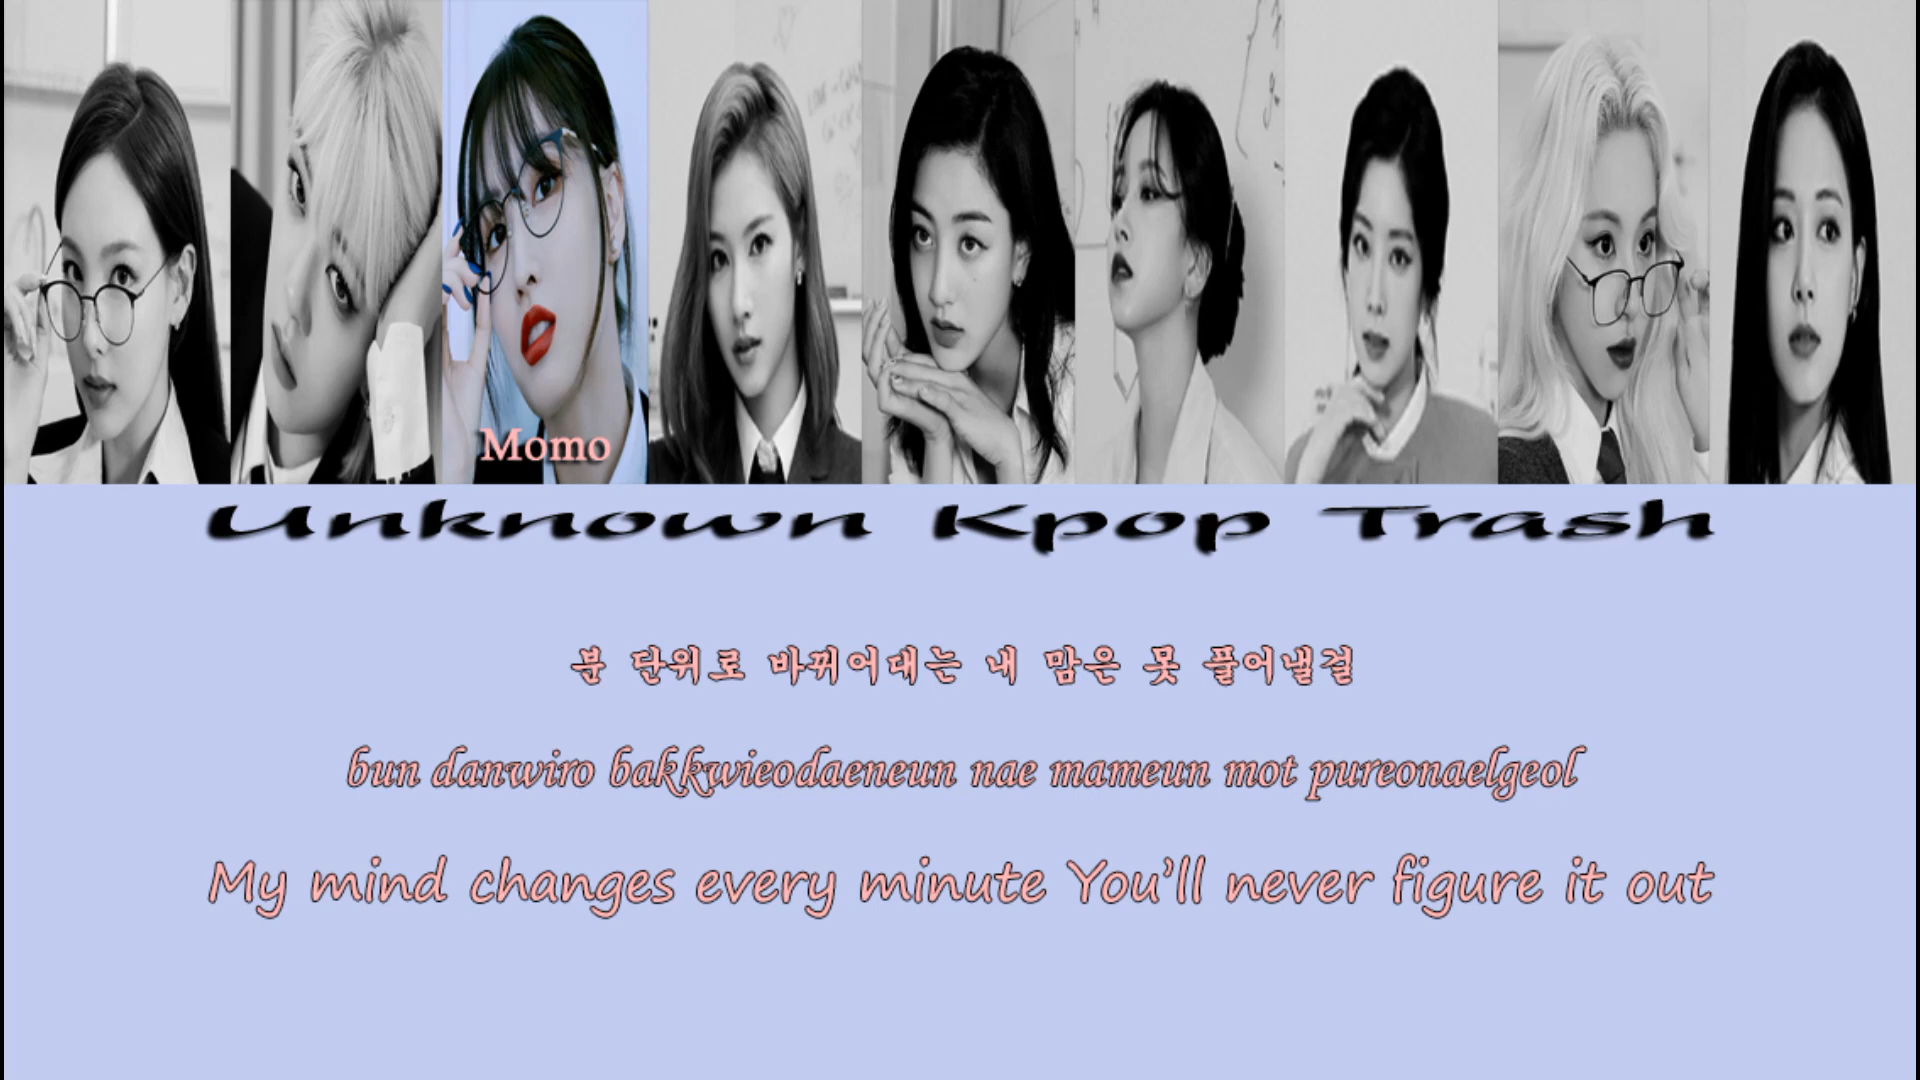 Momo
Unknown Kpop Trash
분 단위로 바뀌어대는 내 맘은 못 풀어낼걸
bun danwiro bakkwieodaeneun nae mameun mot pureonaelgeol
My mind changes every minute You’ll never figure it out